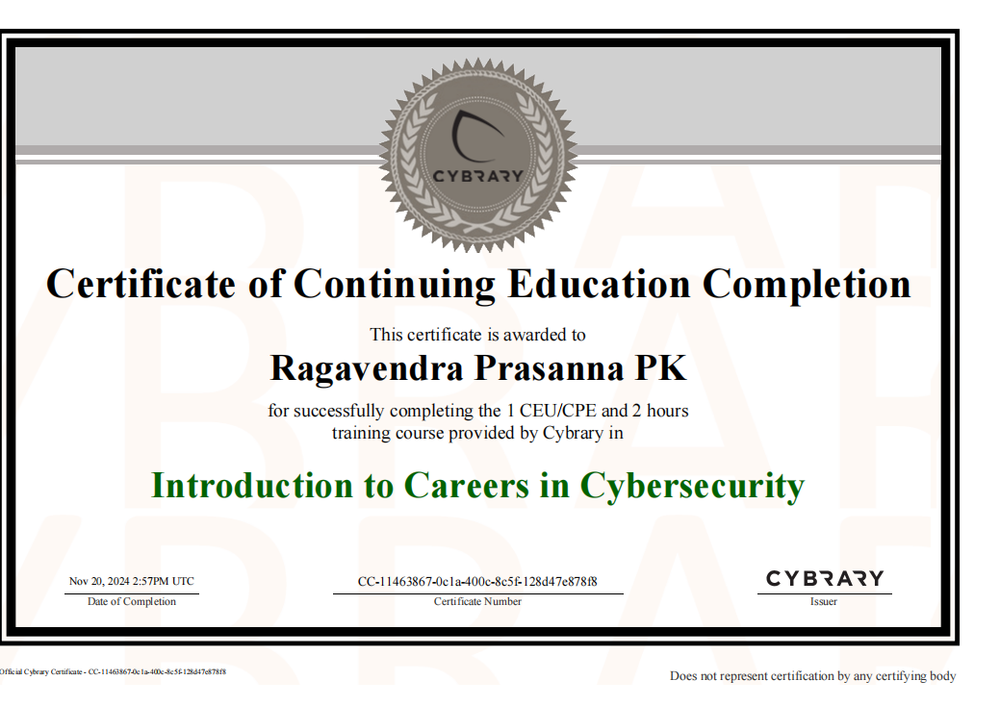 CYBRARY
Certificate of Continuing Education Completion
This certificate is awarded to
Ragavendra Prasanna PK
for successfully completing the 1 CEU/CPE and 2 hours
training course provided by Cybrary in
Introduction to Careers in Cybersecurity
Nov 20, 2024 2:57PM UTC
Date of Completion
CC-11463867-0c1a-400c-8c5f-128d47e878f8
Certificate Number
CYBRARY
Issuer
Official Cybrary Certificate - CC-11463867-0c1a-400c-8c5f-128d47e878f8
Does not represent certification by any certifying body